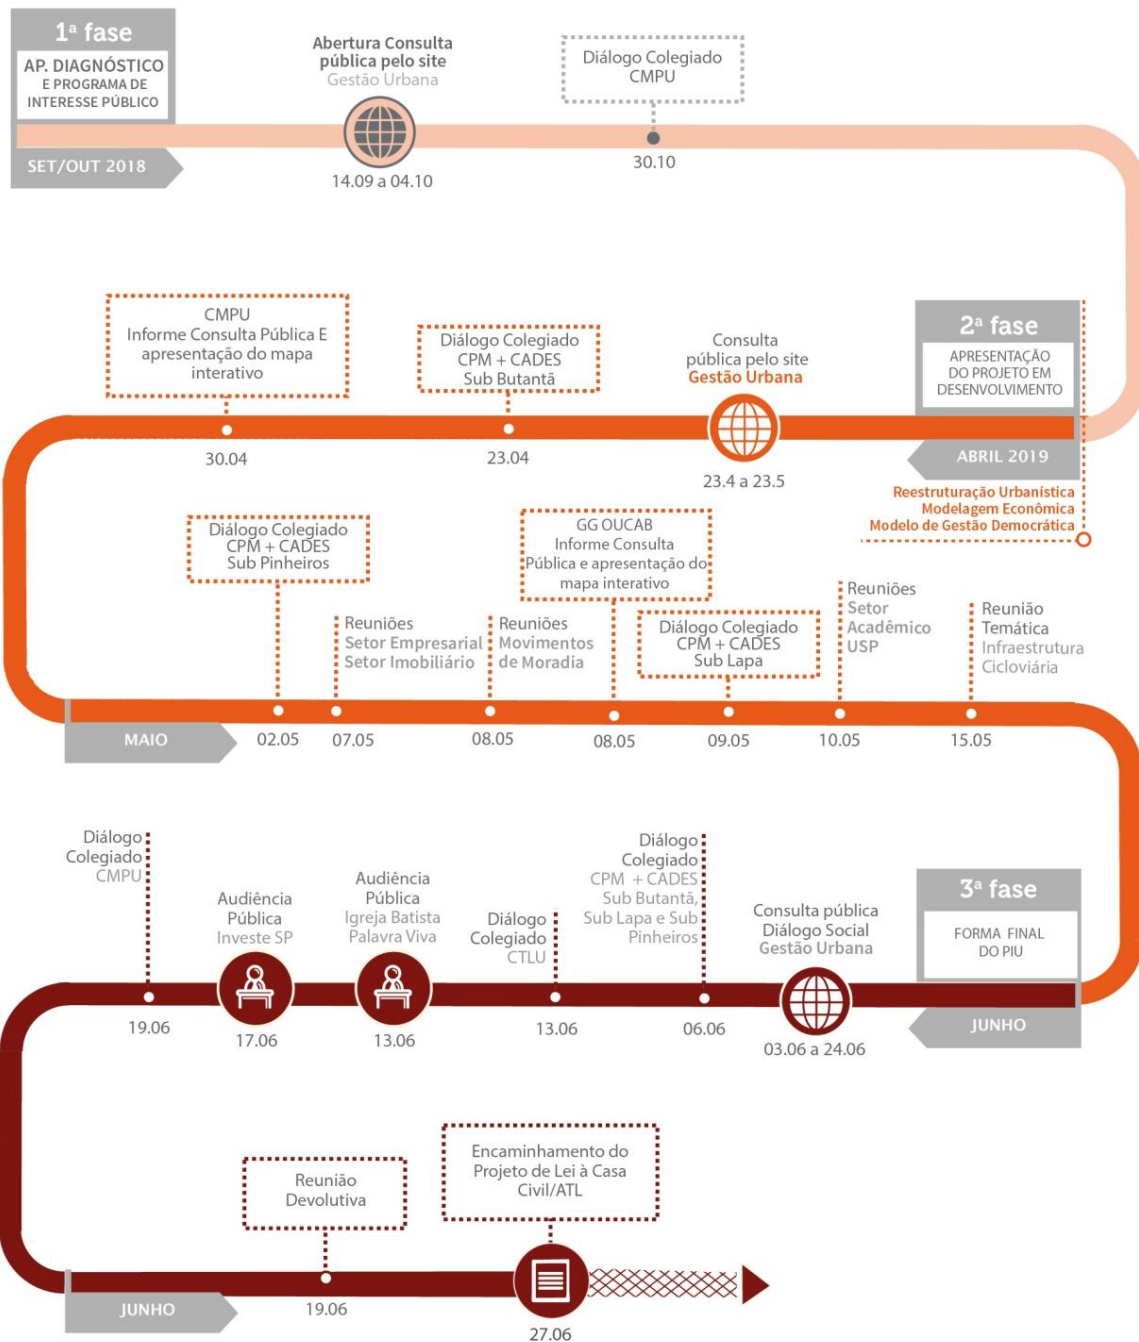 1ª fase
AP. DIAGNÓSTICO
E PROGRAMA DE
INTERESSE PÚBLICO
SET/OUT 2018
Abertura Consulta
pública pelo site
Gestão Urbana
14.09 a 04.10
Diálogo Colegiado
CMPU
30.10
2ª fase
APRESENTAÇÃO
DO PROJETO EM
DESENVOLVIMENTO
ABRIL 2019
Reestruturação Urbanística
Modelagem Econômica
Modelo de Gestão Democrática
Consulta
pública pelo site
Gestão Urbana
23.4 a 23.5
Diálogo Colegiado
CPM + CADES
Sub Butantã
23.04
CMPU
Informe Consulta Pública E
apresentação do mapa
interativo
30.04
MAIO
Diálogo Colegiado
CPM + CADES
Sub Pinheiros
02.05
Reuniões
Setor Empresarial
Setor Imobiliário
07.05
Reuniões
Movimentos
de Moradia
08.05
GG OUCAB
Informe Consulta
Pública e apresentação do
mapa interativo
08.05
Diálogo Colegiado
CPM + CADES
Sub Lapa
09.05
Reuniões
Setor
Acadêmico
USP
10.05
Reunião
Temática
Infraestrutura
Cicloviária
15.05
3ª fase
FORMA FINAL
DO PIU
JUNHO
Consulta pública
Diálogo Social
Gestão Urbana
03.06 a 24.06
Diálogo
Colegiado
CPM + CADES
Sub Butantã,
Sub Lapa e Sub
Pinheiros
06.06
Diálogo
Colegiado
CTLU
13.06
Audiência
Pública
Igreja Batista
Palavra Viva
13.06
Audiência
Pública
Investe SP
17.06
Diálogo
Colegiado
CMPU
19.06
JUNHO
Reunião
Devolutiva
19.06
Encaminhamento do
Projeto de Lei à Casa
Civil/ATL
27.06